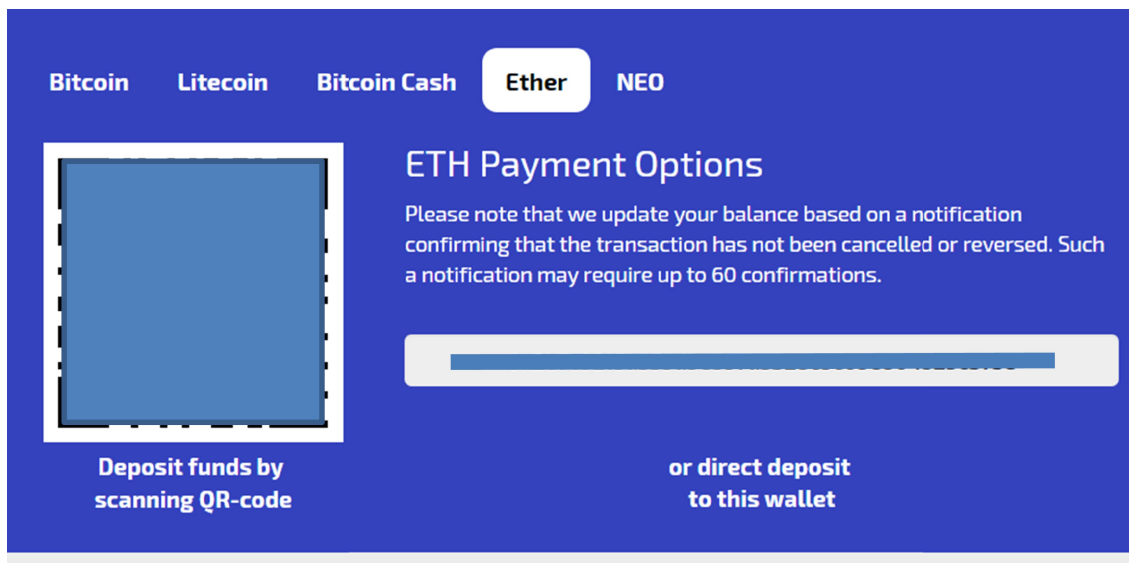 Bitcoin Litecoin Bitcoin Cash Ether NEO
ETH Payment Options
Please note that we update your balance based on a notification
confirming that the transaction has not been cancelled or reversed. Such
a notification may require up to 60 confirmations.
Deposit funds by
scanning QR-code
or direct deposit
to this wallet